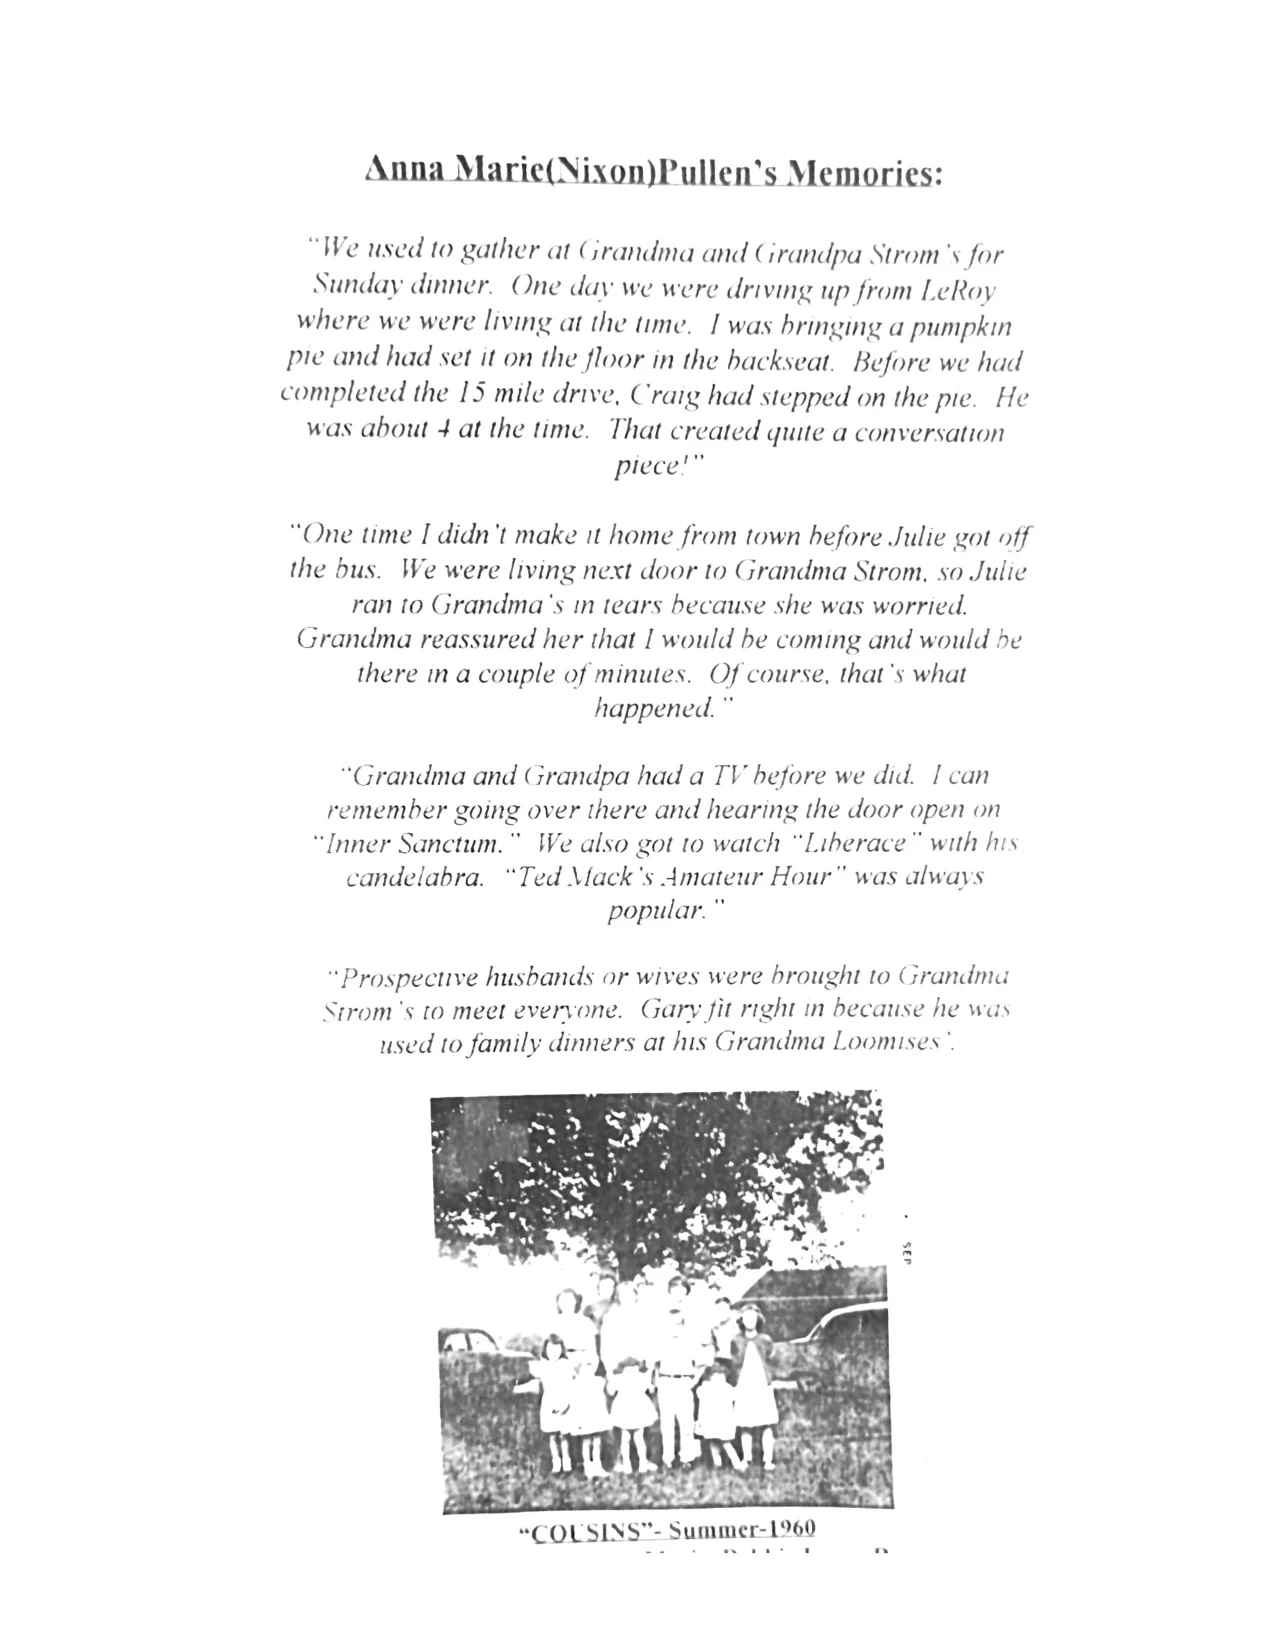 Anna Marie(Nixon)Pullen's Memories:
"We used to gather at Grandma and Grandpa Strom's for
Sunday dinner. One day we were driving up from LeRoy
where we were living at the time. I was bringing a pumpkin
pie and had set it on the floor in the backseat. Before we had
completed the 15 mile drive, Craig had stepped on the pie. He
was about 4 at the time. That created quite a conversation
piece!"
"One time I didn't make it home from town before Julie got off
the bus. We were living next door to Grandma Strom, so Julie
ran to Grandma's in tears because she was worried.
Grandma reassured her that I would be coming and would be
there in a couple of minutes. Of course, that's what
happened."
"Grandma and Grandpa had a TV before we did. I can
remember going over there and hearing the door open on
"Inner Sanctum." We also got to watch "Liberace" with his
candelabra. "Ted Mack's Amateur Hour" was always
popular."
"Prospective husbands or wives were brought to Grandma
Strom's to meet everyone. Gary fit right in because he was
used to family dinners at his Grandma Loomises'.
SEP
"COUSINS"- Summer-1960